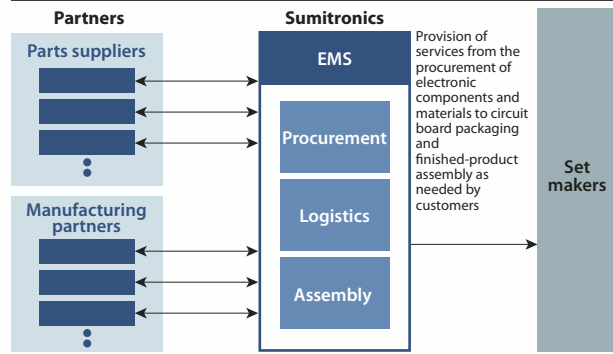 Partners
Parts suppliers
Manufacturing
partners
Sumitronics
EMS
Procurement
Logistics
Assembly
Provision of
services from the
procurement of
electronic
components and
materials to circuit
board packaging
and
finished-product
assembly as
needed by
customers
Set
makers